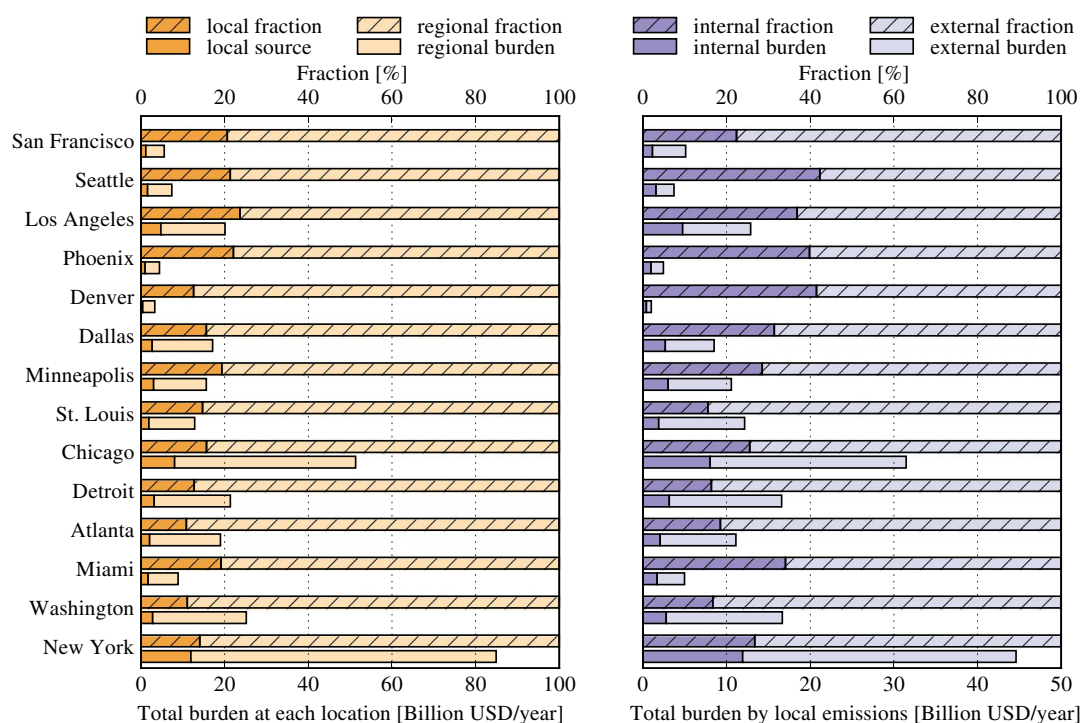 local fraction
regional fraction
local source
regional burden
Fraction [%]
0 20 40 60 80 100
San Francisco
Seattle
Los Angeles
Phoenix
Denver
Dallas
Minneapolis
St. Louis
Chicago
Detroit
Atlanta
Miami
Washington
New York
0 20 40 60 80 100
Total burden at each location [Billion USD/year]
internal fraction
external fraction
internal burden
external burden
Fraction [%]
0 20 40 60 80 100
0 10 20 30 40 50
Total burden by local emissions [Billion USD/year]